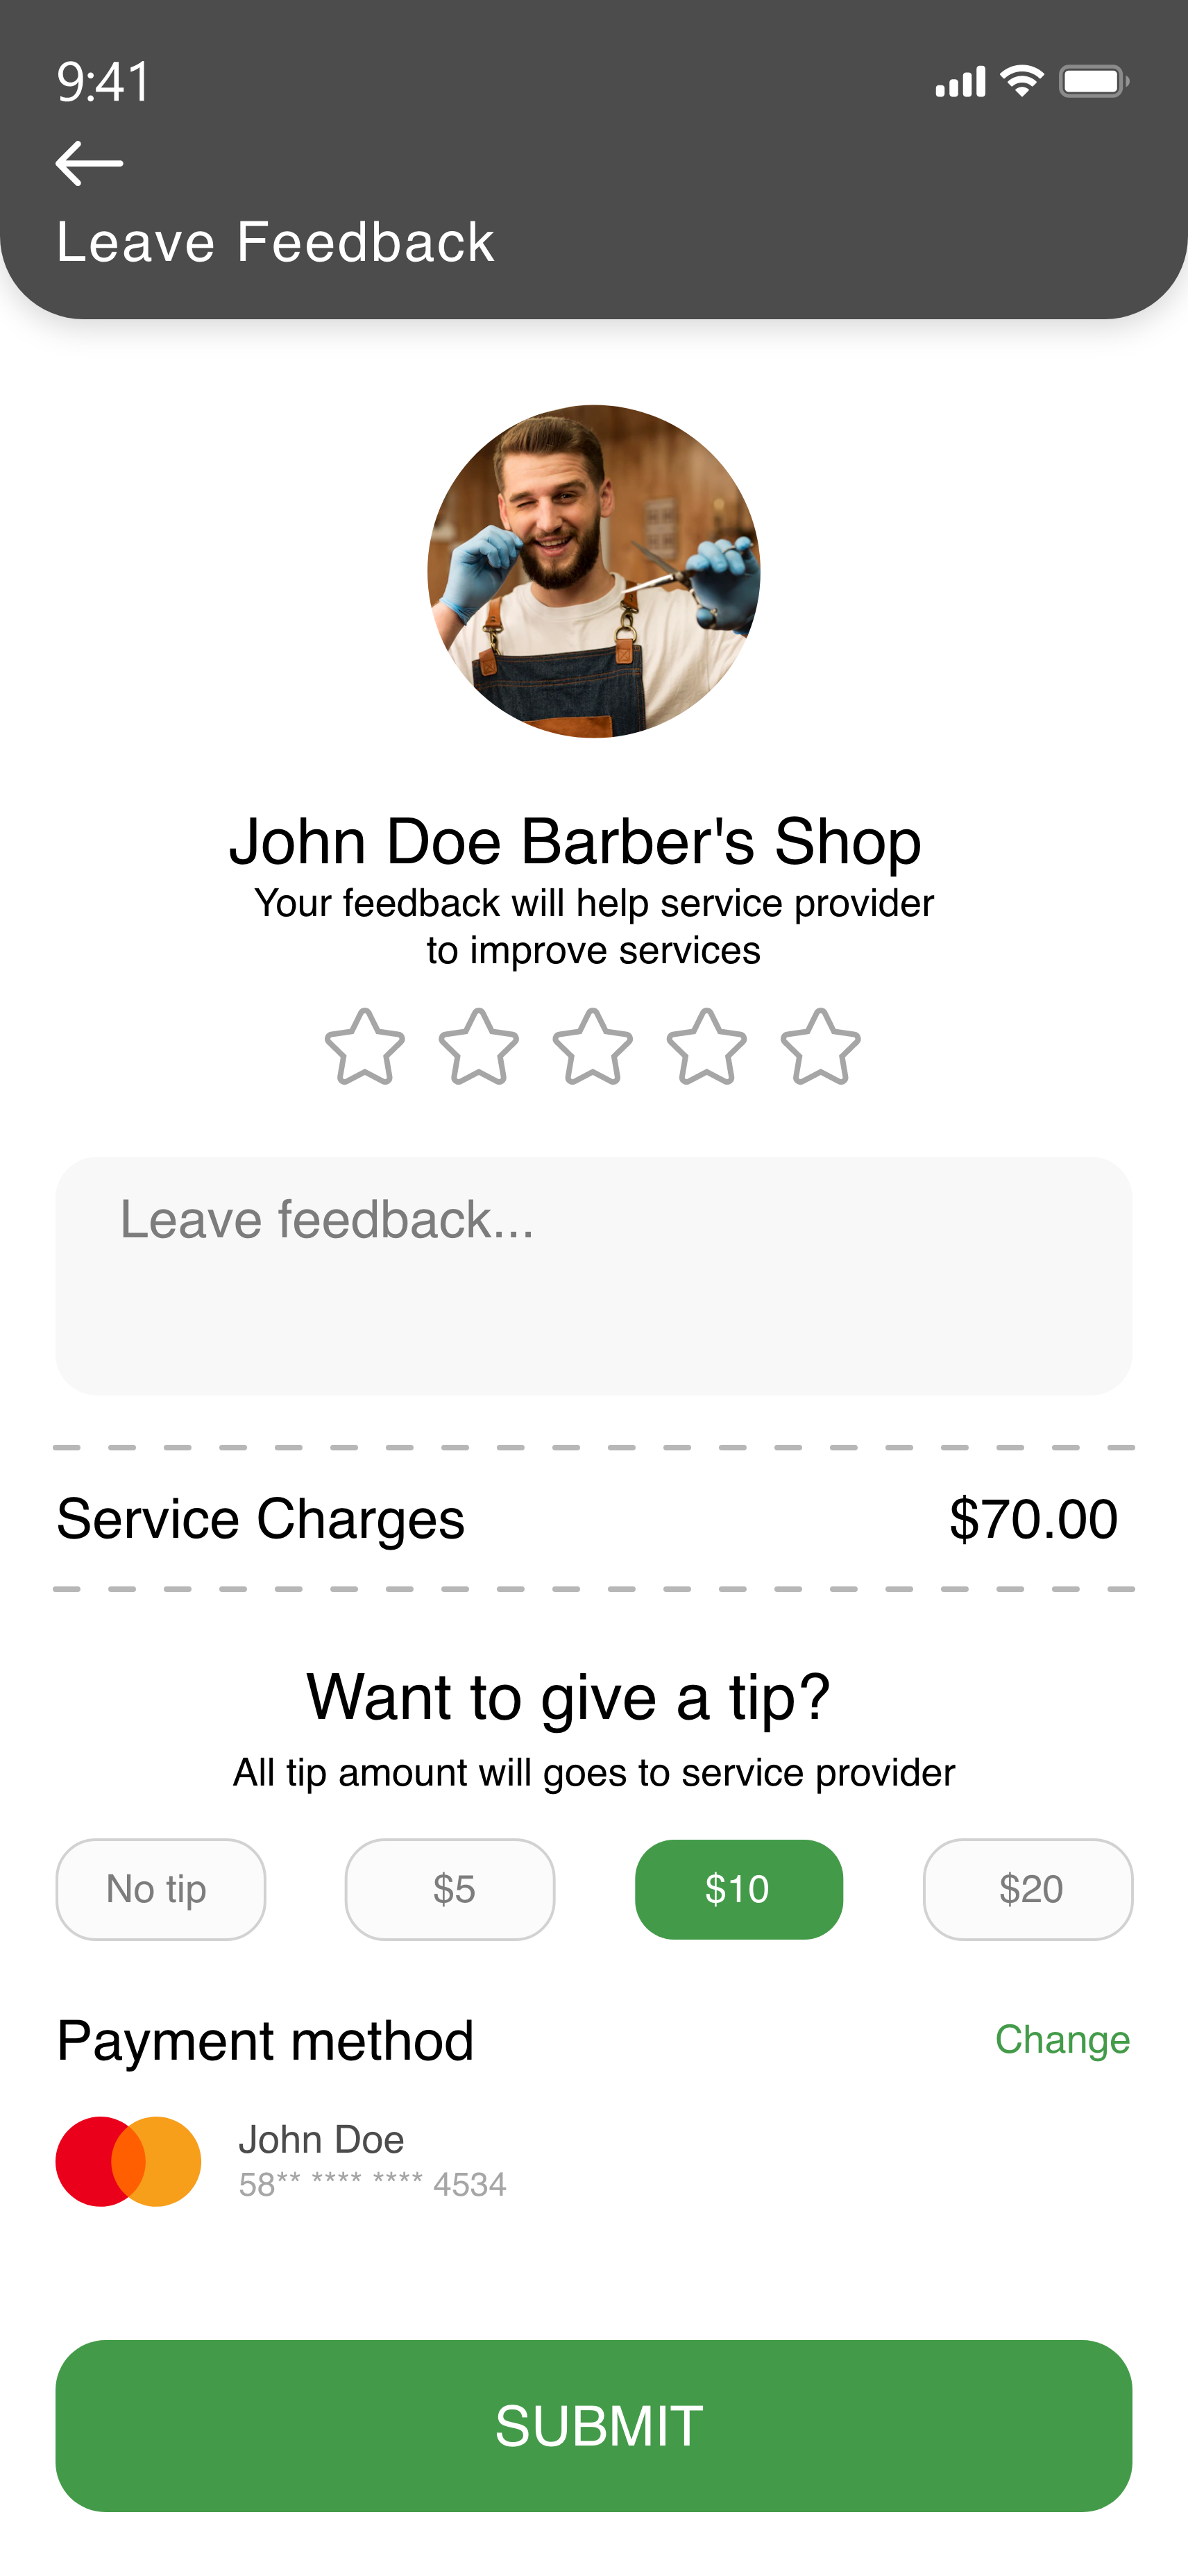 9:41
Leave Feedback
John Doe Barber's Shop
Your feedback will help service provider
to improve services
Leave feedback...
Service Charges $70.00
Want to give a tip?
All tip amount will goes to service provider
No tip $5 $10 $20
Payment method Change
John Doe
58** **** **** 4534
SUBMIT